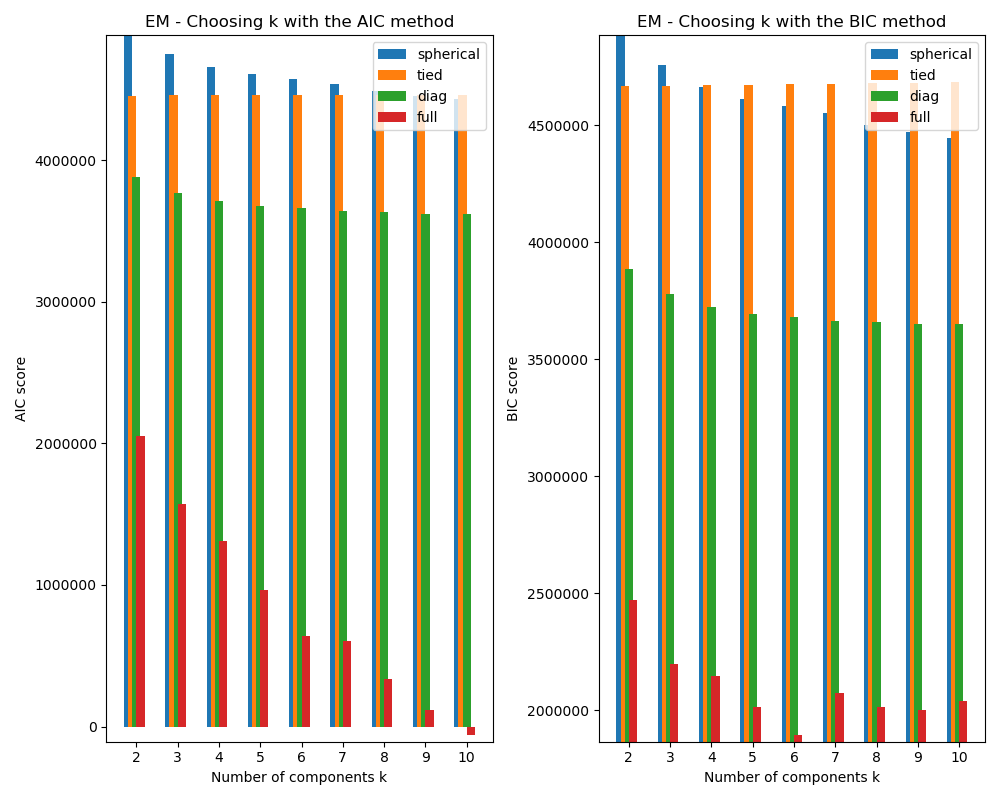 EM - Choosing k with the AIC method
spherical
tied
diag
full
4000000
3000000
2000000
1000000
0
AIC score
2 3 4 5 6 7 8 9 10
Number of components k
EM - Choosing k with the BIC method
spherical
tied
diag
full
4500000
4000000
3500000
3000000
2500000
2000000
BIC score
2 3 4 5 6 7 8 9 10
Number of components k